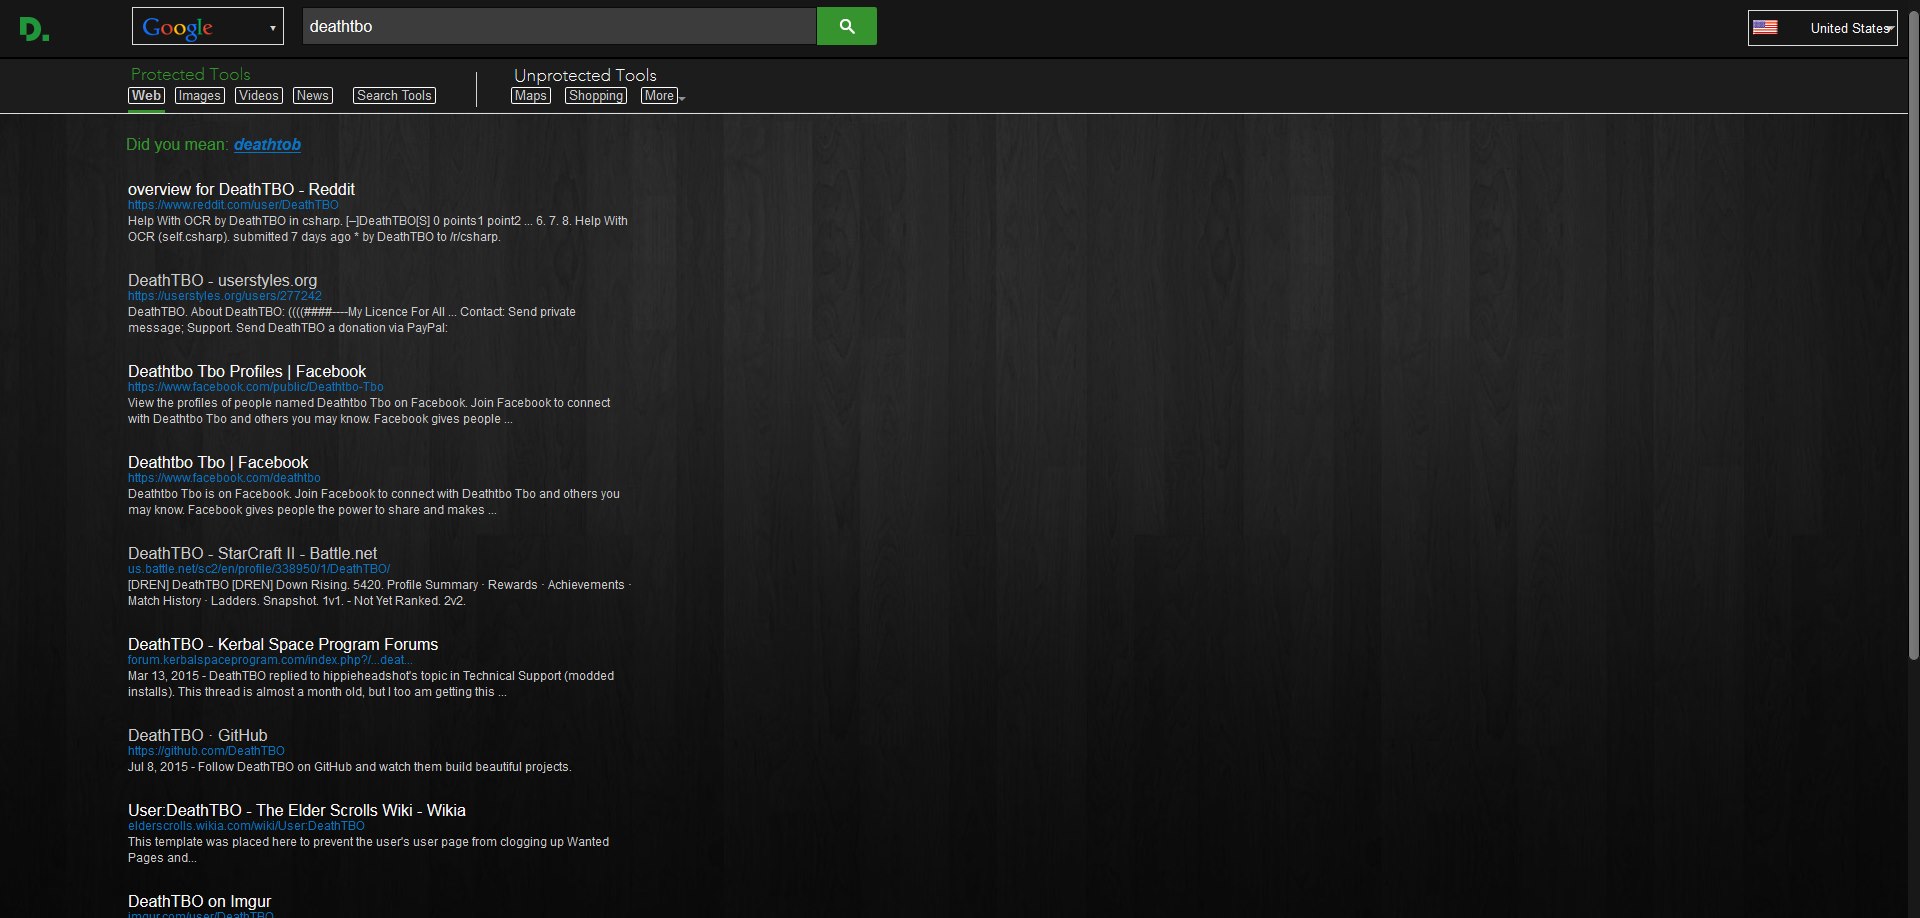 D.
Google
deathtbo
United States
Protected Tools
Unprotected Tools
Web Images Videos News Search Tools
Maps Shopping More
Did you mean: deathtob
overview for DeathTBO - Reddit
https://www.reddit.com/user/DeathTBO
Help With OCR by DeathTBO in csharp. [–]DeathTBO[S] 0 points1 point2 ... 6. 7. 8. Help With
OCR (self.csharp). submitted 7 days ago * by DeathTBO to /r/csharp.
DeathTBO - userstyles.org
https://userstyles.org/users/277242
DeathTBO. About DeathTBO: ((((####----My Licence For All ... Contact: Send private
message; Support. Send DeathTBO a donation via PayPal:
Deathtbo Tbo Profiles | Facebook
https://www.facebook.com/public/Deathtbo-Tbo
View the profiles of people named Deathtbo Tbo on Facebook. Join Facebook to connect
with Deathtbo Tbo and others you may know. Facebook gives people ...
Deathtbo Tbo | Facebook
https://www.facebook.com/deathtbo
Deathtbo Tbo is on Facebook. Join Facebook to connect with Deathtbo Tbo and others you
may know. Facebook gives people the power to share and makes ...
DeathTBO - StarCraft II - Battle.net
us.battle.net/sc2/en/profile/338950/1/DeathTBO/
[DREN] DeathTBO [DREN] Down Rising. 5420. Profile Summary · Rewards · Achievements ·
Match History · Ladders. Snapshot. 1v1. - Not Yet Ranked. 2v2.
DeathTBO - Kerbal Space Program Forums
forum.kerbalspaceprogram.com/index.php?/...deat...
Mar 13, 2015 - DeathTBO replied to hippieheadshot's topic in Technical Support (modded
installs). This thread is almost a month old, but I too am getting this ...
DeathTBO · GitHub
https://github.com/DeathTBO
Jul 8, 2015 - Follow DeathTBO on GitHub and watch them build beautiful projects.
User:DeathTBO - The Elder Scrolls Wiki - Wikia
elderscrolls.wikia.com/wiki/User:DeathTBO
This template was placed here to prevent the user's user page from clogging up Wanted
Pages and...
DeathTBO on Imgur
imgur.com/user/DeathTBO